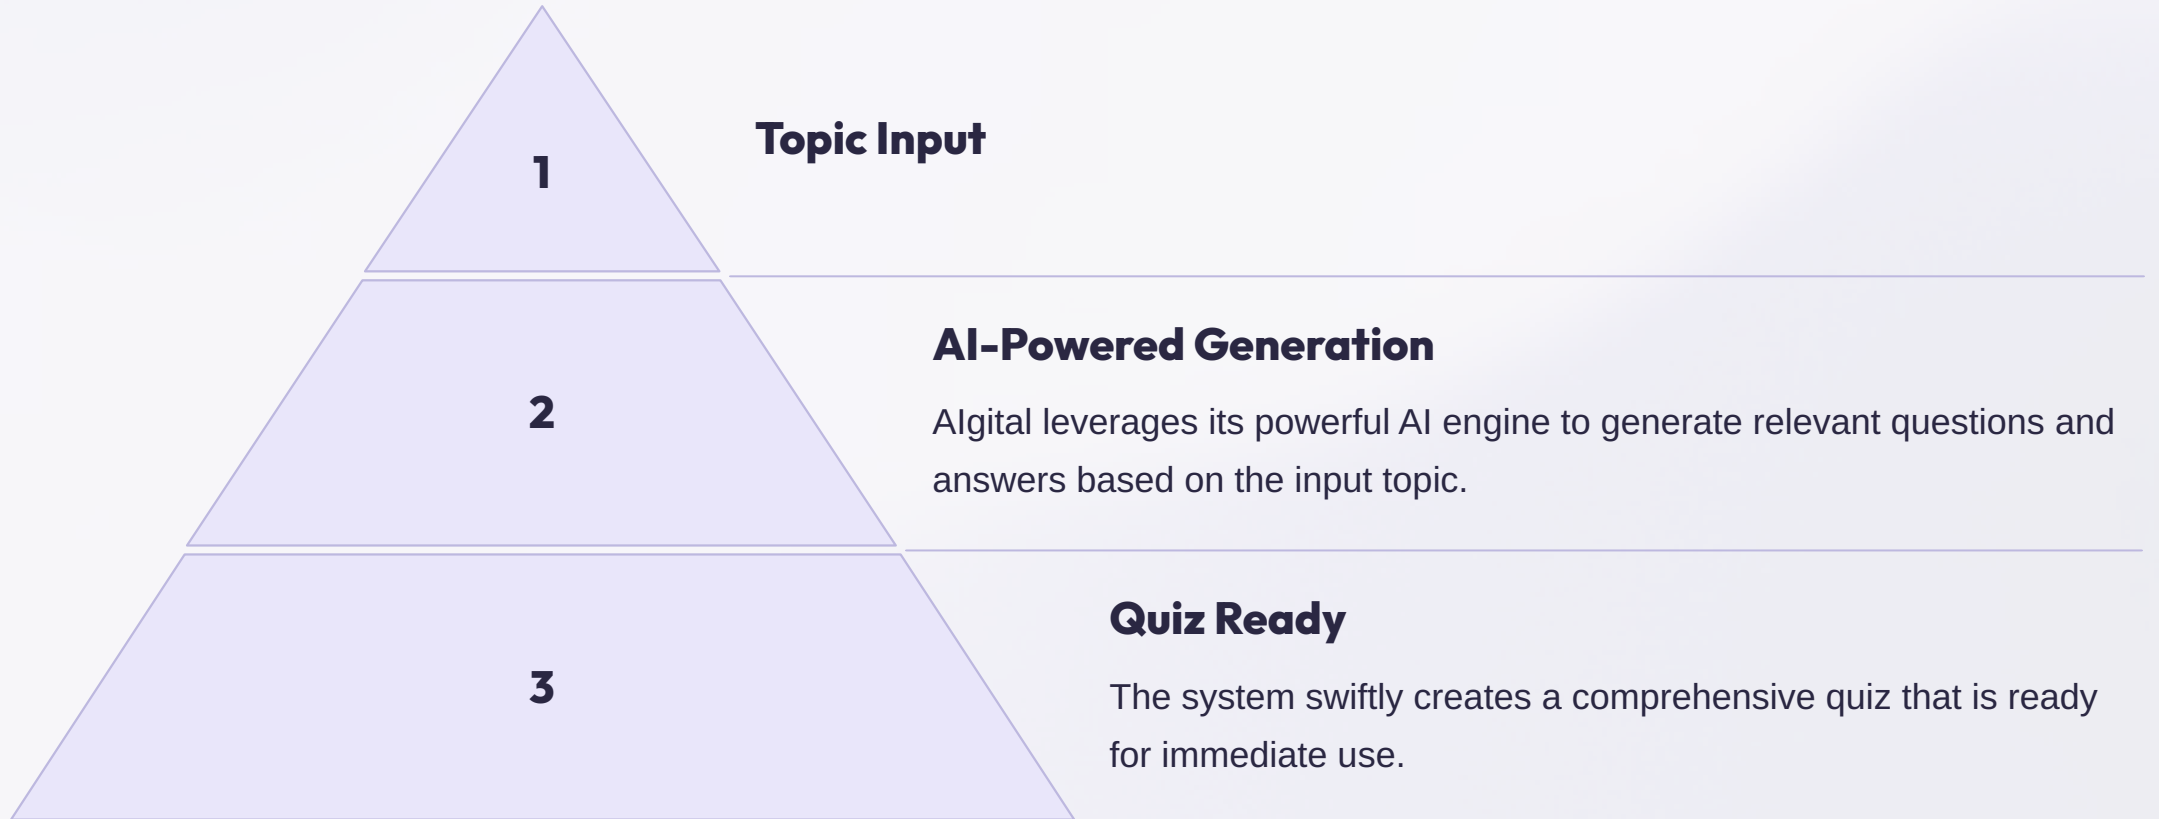 1
Topic Input
2
AI-Powered Generation
AIgital leverages its powerful AI engine to generate relevant questions and
answers based on the input topic.
3
Quiz Ready
The system swiftly creates a comprehensive quiz that is ready
for immediate use.